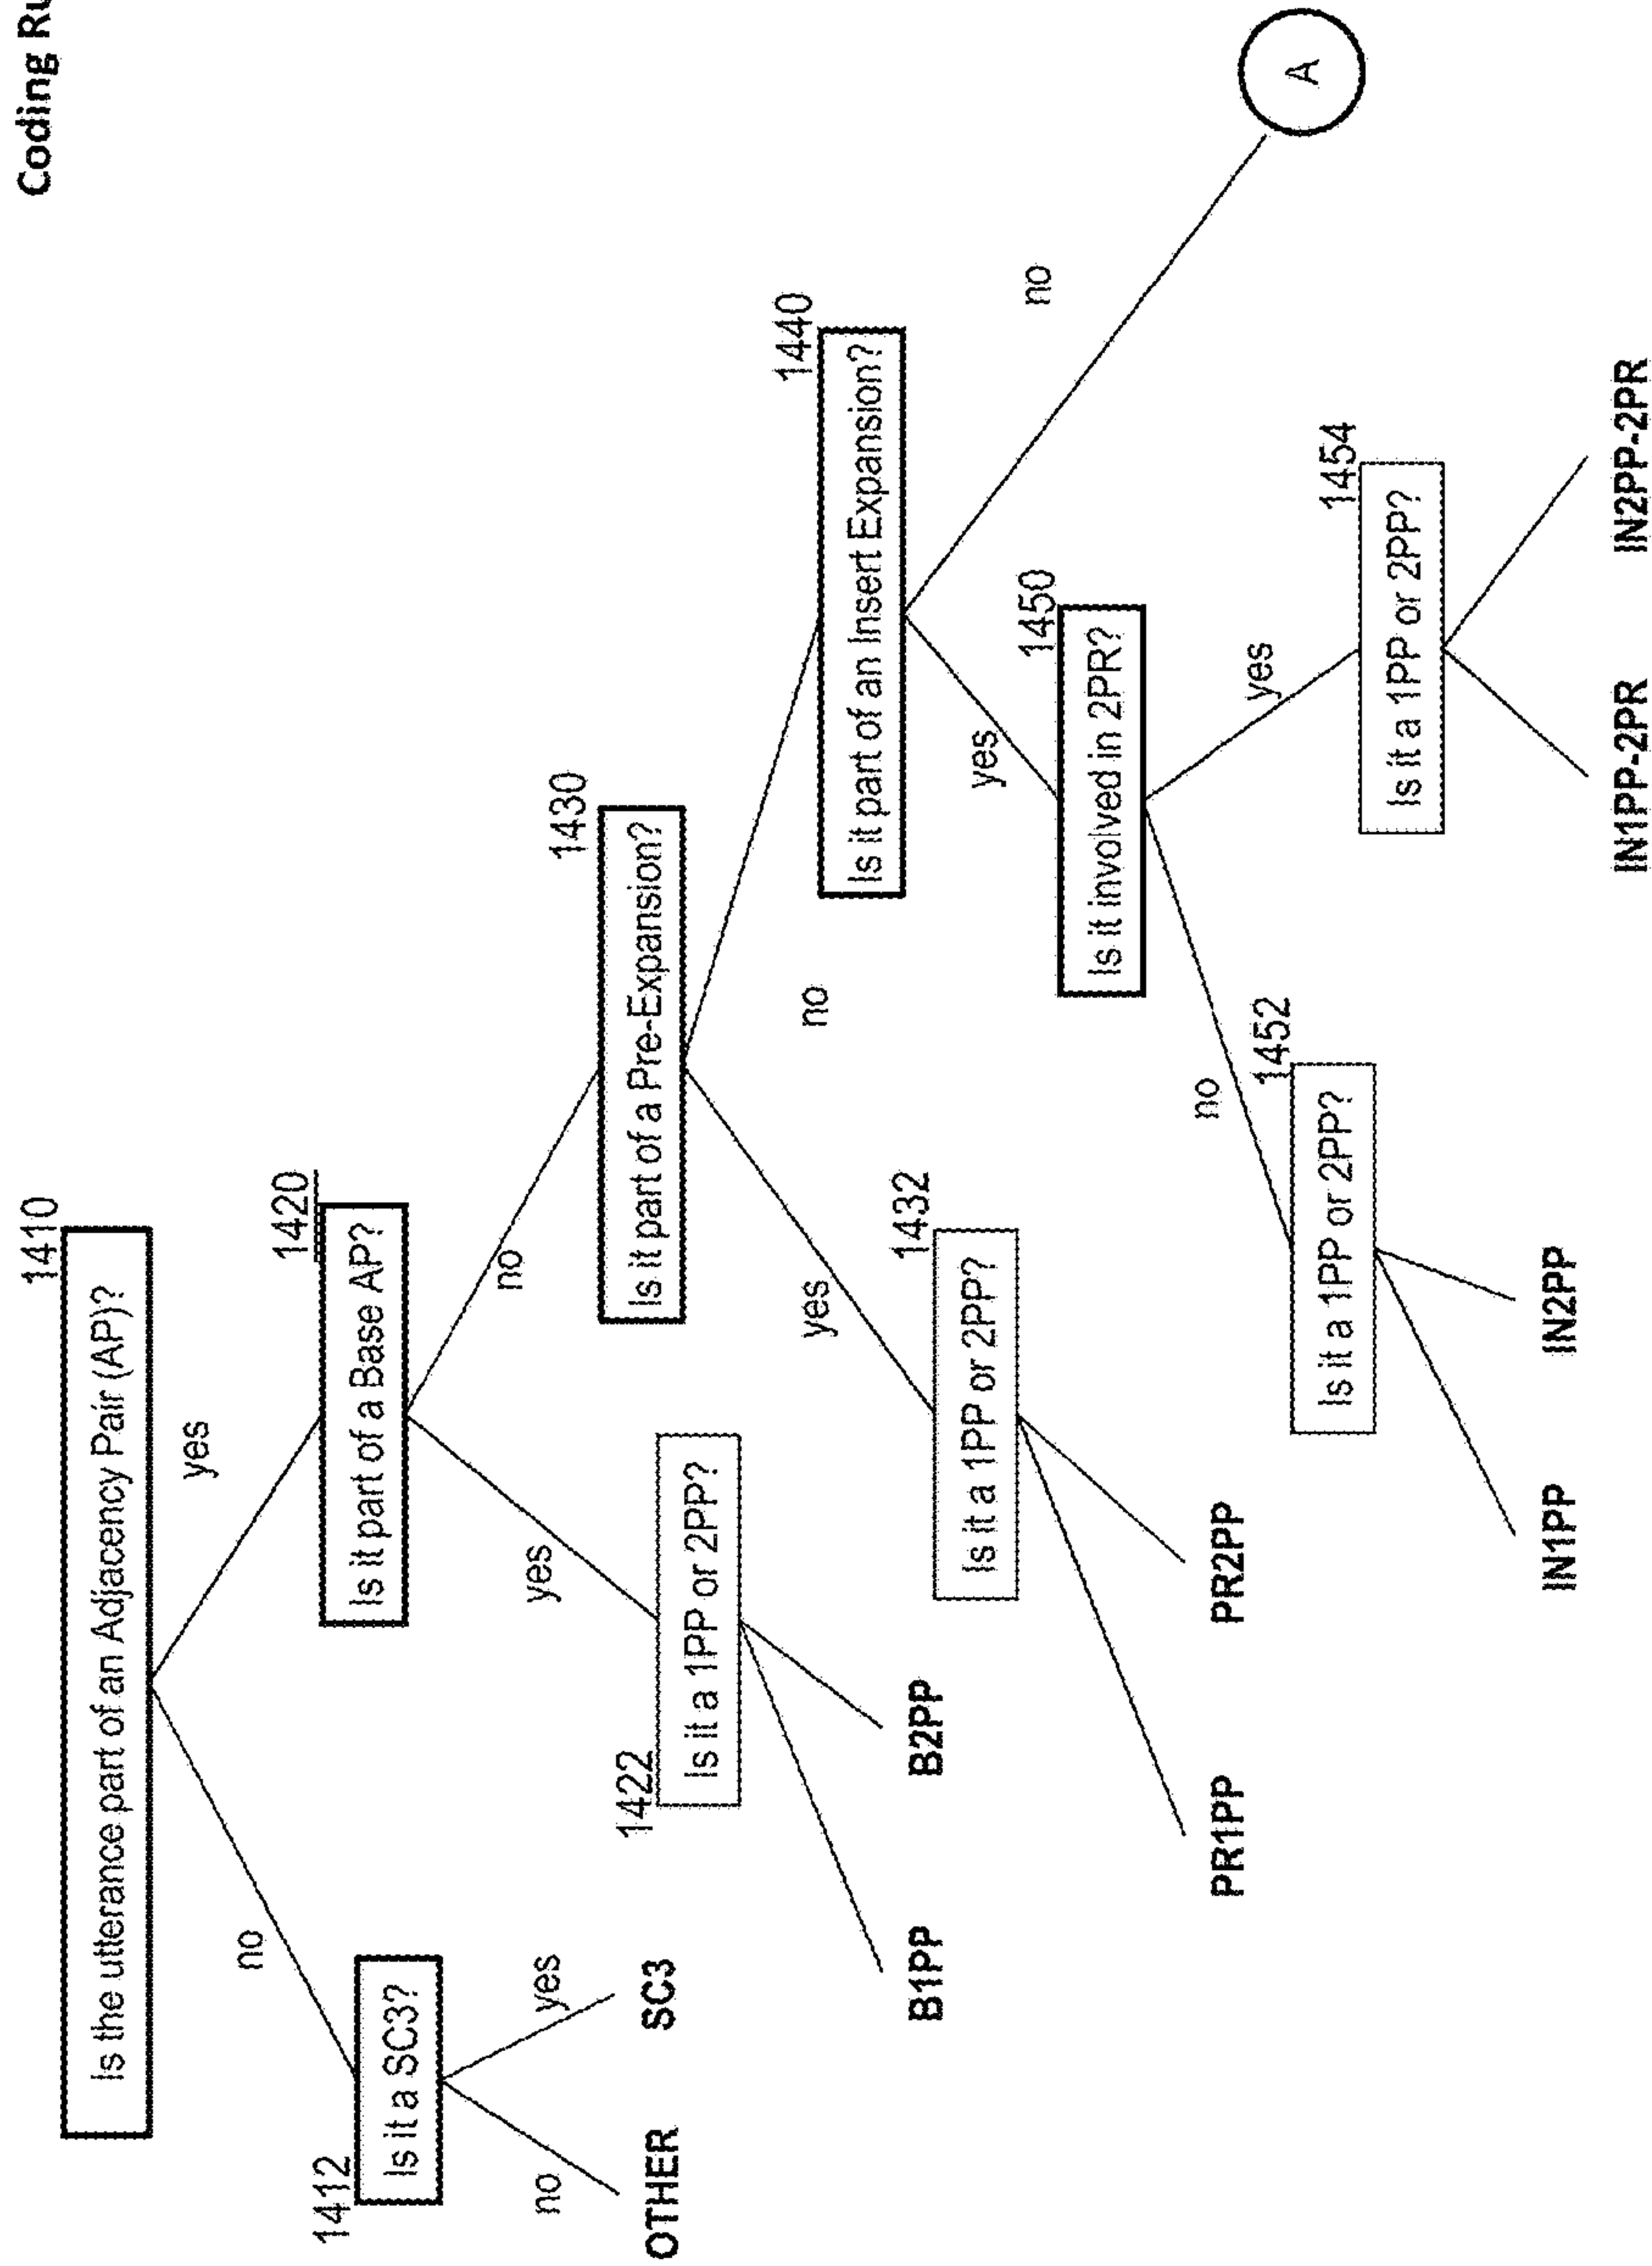 Coding Ru
1410
Is the utterance part of an Adjacency Pair (AP)?
no
yes
1412
Is it a SC3?
1420
Is it part of a Base AP?
no
yes
OTHER
SC3
yes
no
1422
Is it a 1PP or 2PP?
1430
Is it part of a Pre-Expansion?
B1PP
B2PP
yes
no
1432
Is it a 1PP or 2PP?
1440
Is it part of an Insert Expansion?
PR1PP
PR2PP
yes
no
1450
Is it involved in 2PR?
no
yes
1452
Is it a 1PP or 2PP?
1454
Is it a 1PP or 2PP?
A
IN1PP
IN2PP
IN1PP-2PR
IN2PP-2PR